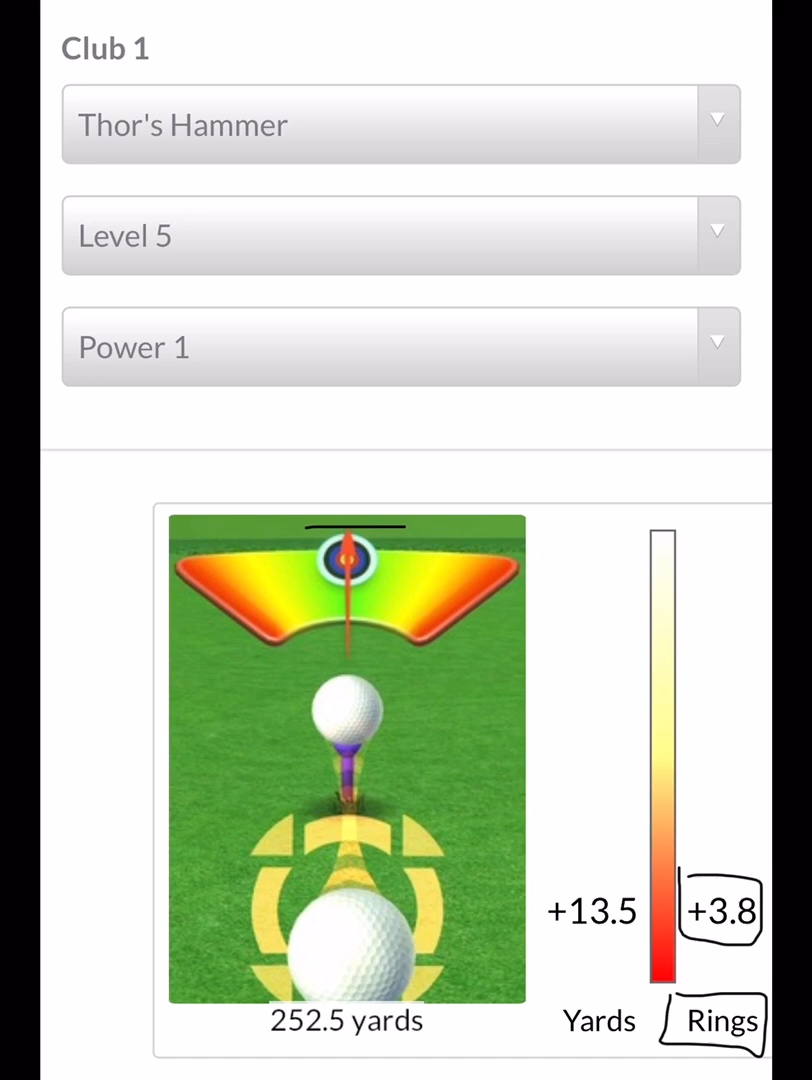 Club 1
Thor's Hammer
Level 5
Power 1
+13.5 +3.8
252.5 yards Yards Rings